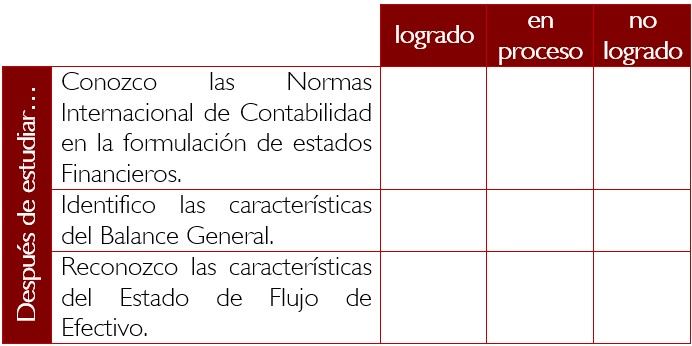 logrado
en
proceso
no
logrado
Después de estudiar…
Conozco las Normas
Internacional de Contabilidad
en la formulación de estados
Financieros.
Identifico las características
del Balance General.
Reconozco las características
del Estado de Flujo de
Efectivo.